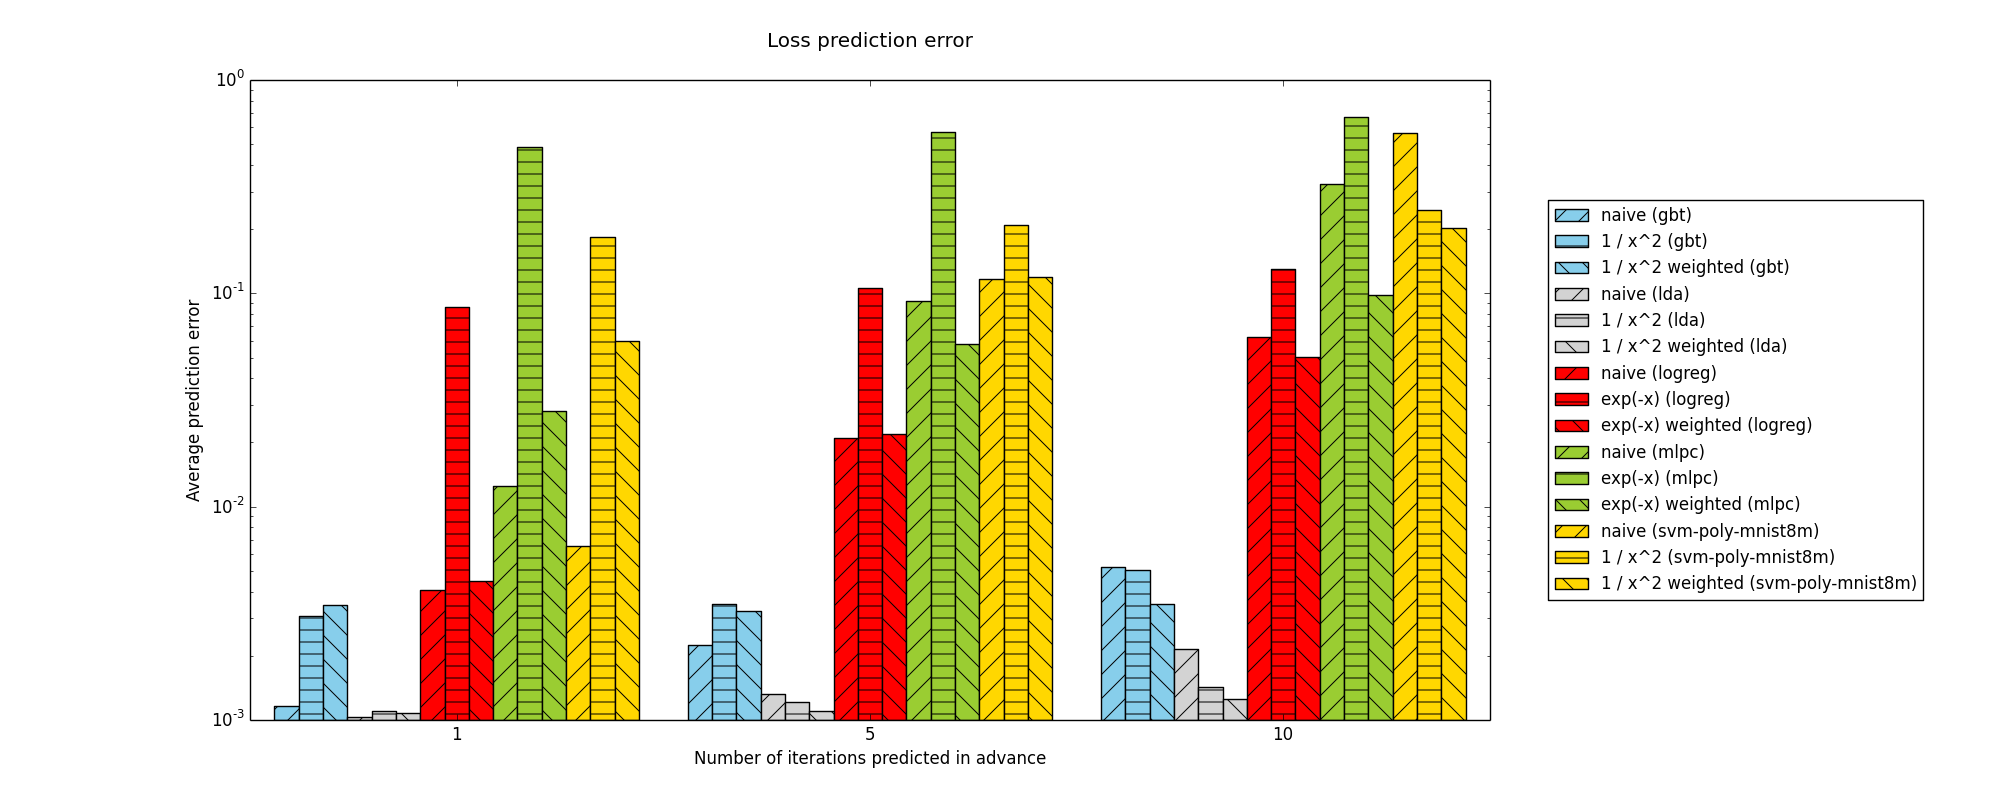 Loss prediction error
10^0
10^-1
10^-2
10^-3
Average prediction error
1
5
10
Number of iterations predicted in advance
naive (gbt)
1 / x^2 (gbt)
1 / x^2 weighted (gbt)
naive (lda)
1 / x^2 (lda)
1 / x^2 weighted (lda)
naive (logreg)
exp(-x) (logreg)
exp(-x) weighted (logreg)
naive (mlpc)
exp(-x) (mlpc)
exp(-x) weighted (mlpc)
naive (svm-poly-mnist8m)
1 / x^2 (svm-poly-mnist8m)
1 / x^2 weighted (svm-poly-mnist8m)